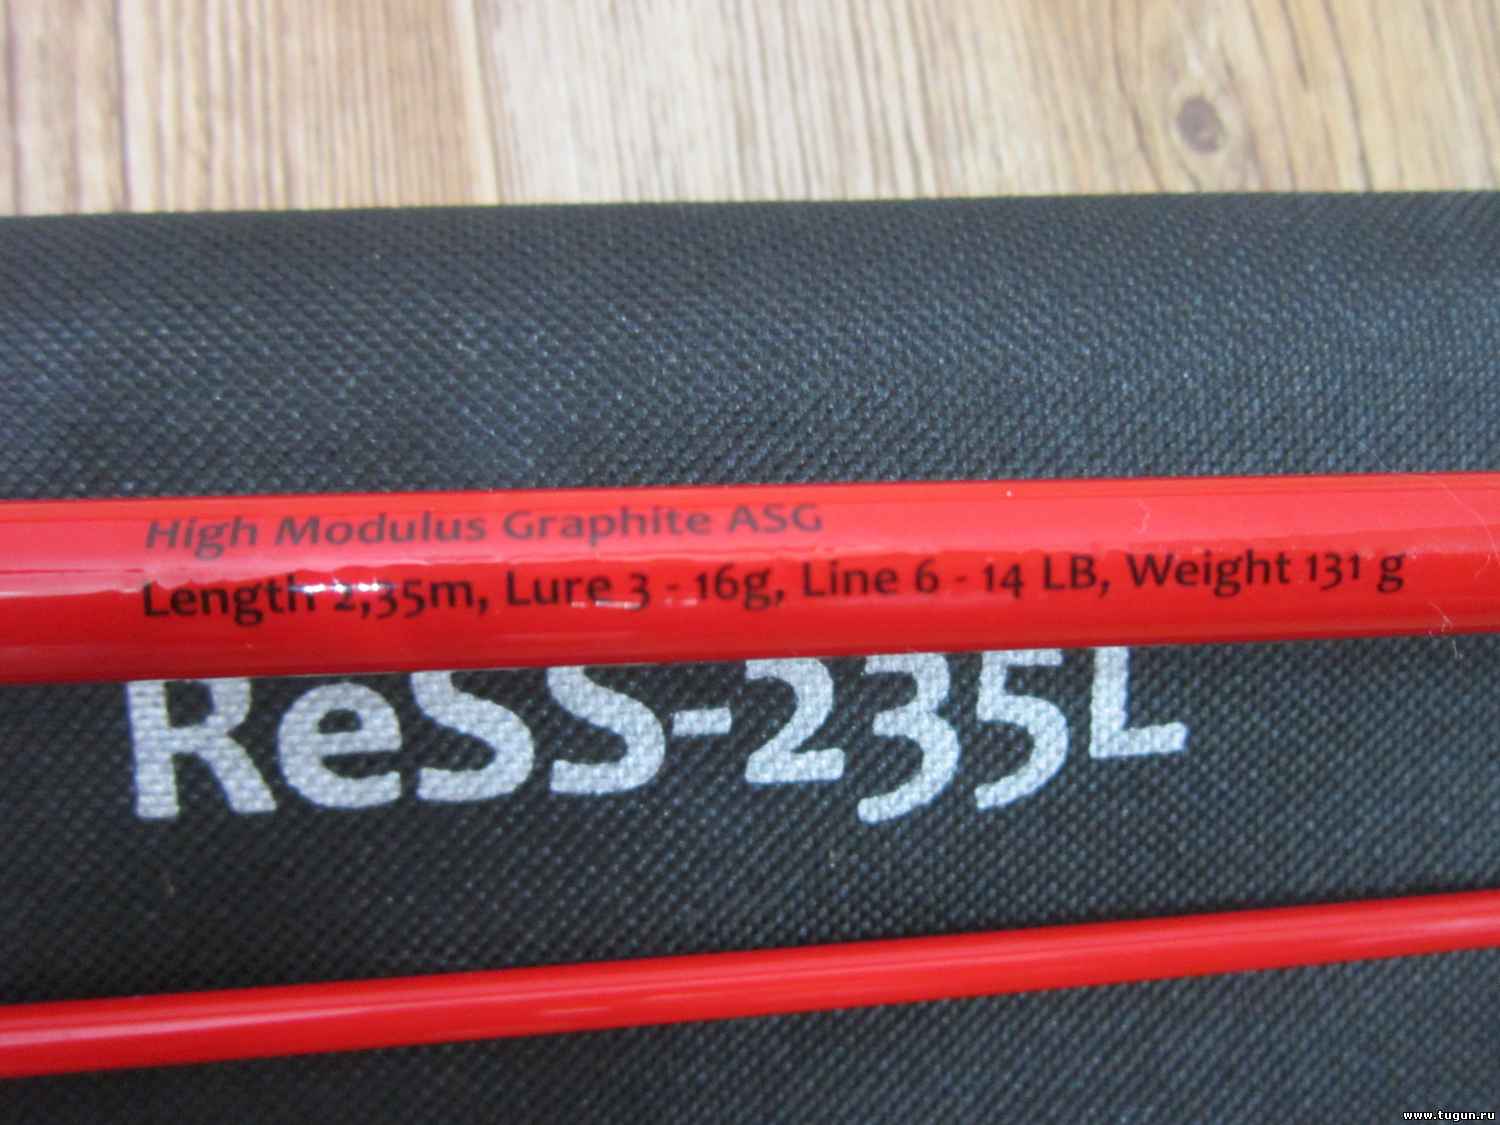 High Modulus Graphite ASG
Length 2,35m, Lure 3 - 16g, Line 6 - 14 LB, Weight 131 g
ReSS-235L
www.tugun.ru